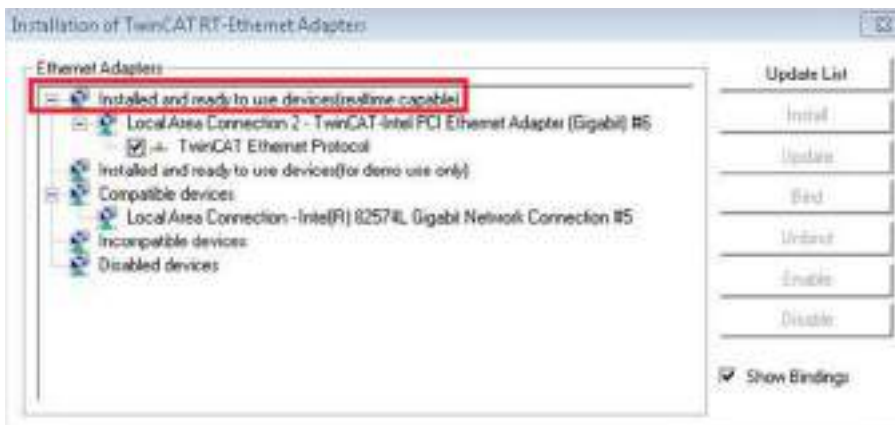 Installation of TwinCAT RT-Ethernet Adapters
Ethernet Adapters
Installed and ready to use devices(realtime capable)
Local Area Connection 2 - TwinCAT-Intel PCI Ethernet Adapter (Gigabit) #6
TwinCAT Ethernet Protocol
Installed and ready to use devices(for demo use only)
Compatible devices
Local Area Connection - Intel(R) 82574L Gigabit Network Connection #5
Incompatible devices
Disabled devices
Update List
Install
Update
Bind
Unbind
Enable
Disable
Show Bindings